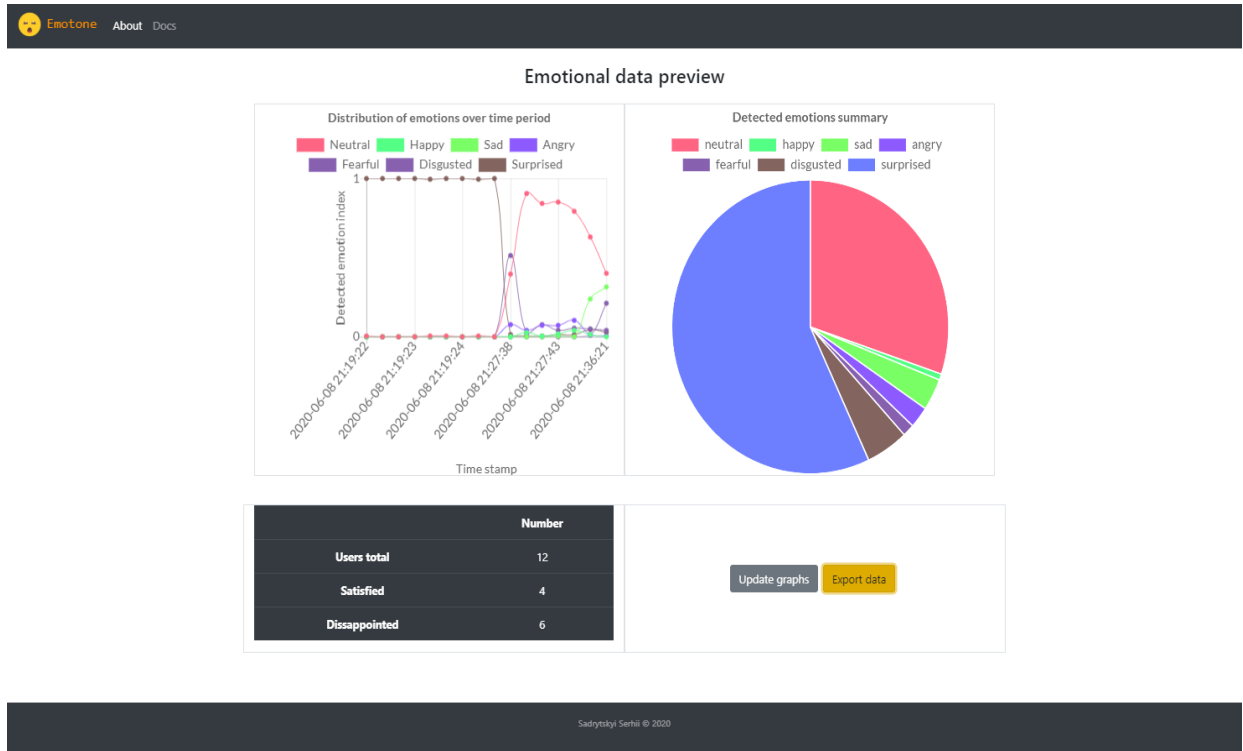 Emotone About Docs
Emotional data preview
Distribution of emotions over time period
Neutral Happy Sad Angry
Fearful Disgusted Surprised
1
Detected emotion index
0
2020-06-08 21:19:22
2020-06-08 21:19:23
2020-06-08 21:19:24
2020-06-08 21:27:38
2020-06-08 21:27:43
2020-06-08 21:36:21
Time stamp
Detected emotions summary
neutral happy sad angry
fearful disgusted surprised
Number
Users total 12
Satisfied 4
Dissappointed 6
Update graphs Export data
Sadrytskyi Serhii © 2020